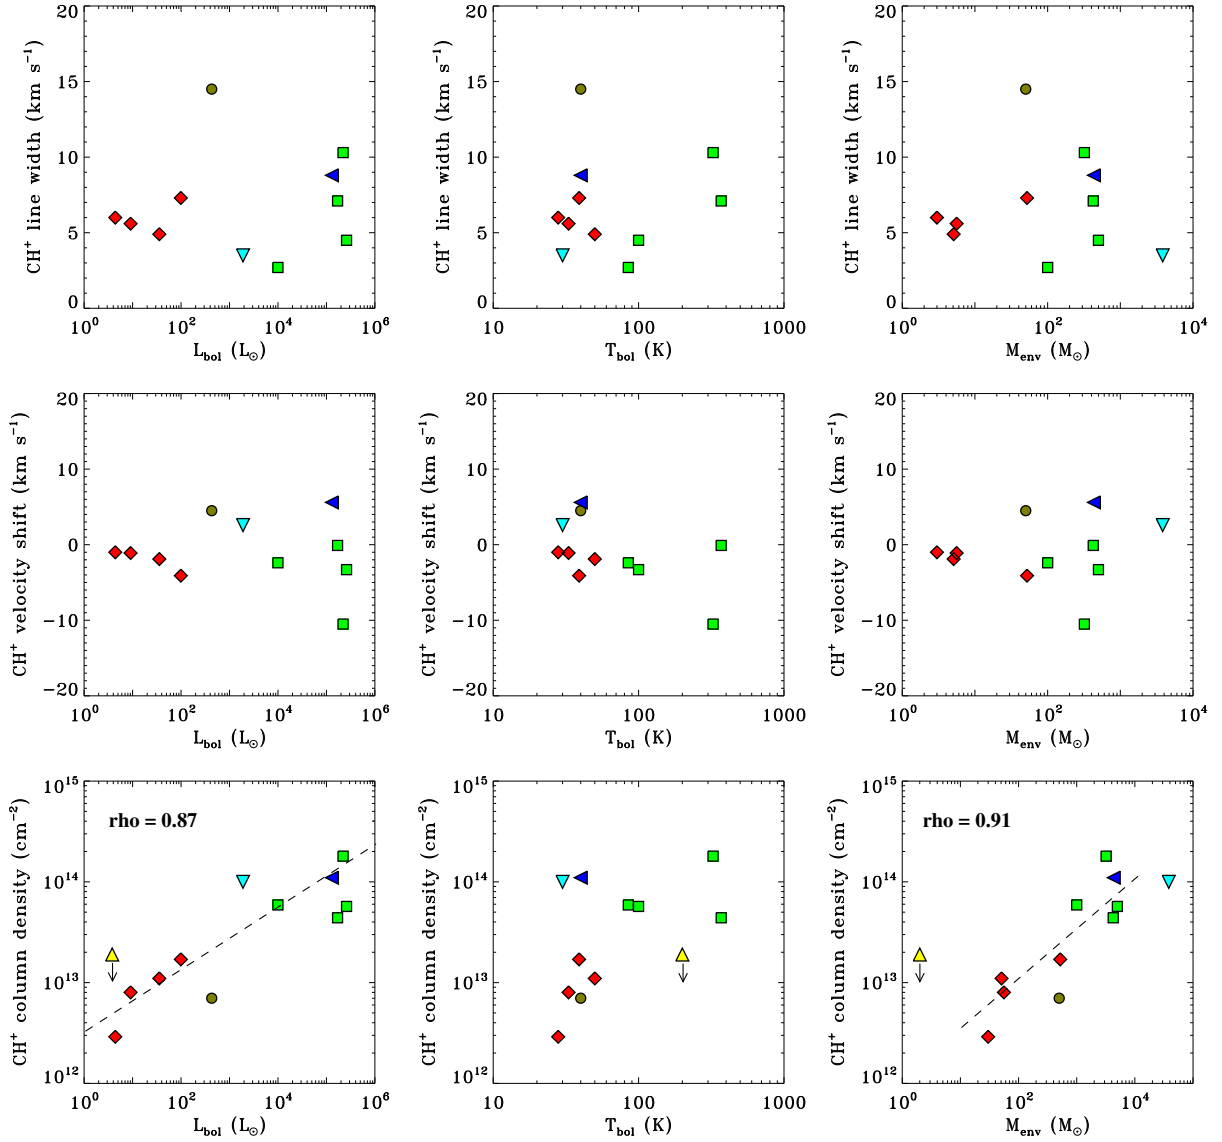 20 15 10 5 0
CH⁺ line width (km s⁻¹)
10⁰ 10² 10⁴ 10⁶
L_bol (L_☉)
20 15 10 5 0
CH⁺ line width (km s⁻¹)
10 100 1000
T_bol (K)
20 15 10 5 0
CH⁺ line width (km s⁻¹)
10⁰ 10² 10⁴
M_env (M_☉)
20 10 0 −10 −20
CH⁺ velocity shift (km s⁻¹)
10⁰ 10² 10⁴ 10⁶
L_bol (L_☉)
20 10 0 −10 −20
CH⁺ velocity shift (km s⁻¹)
10 100 1000
T_bol (K)
20 10 0 −10 −20
CH⁺ velocity shift (km s⁻¹)
10⁰ 10² 10⁴
M_env (M_☉)
10¹⁵ 10¹⁴ 10¹³ 10¹²
CH⁺ column density (cm⁻²)
rho = 0.87
10⁰ 10² 10⁴ 10⁶
L_bol (L_☉)
10¹⁵ 10¹⁴ 10¹³ 10¹²
CH⁺ column density (cm⁻²)
10 100 1000
T_bol (K)
10¹⁵ 10¹⁴ 10¹³ 10¹²
CH⁺ column density (cm⁻²)
rho = 0.91
10⁰ 10² 10⁴
M_env (M_☉)